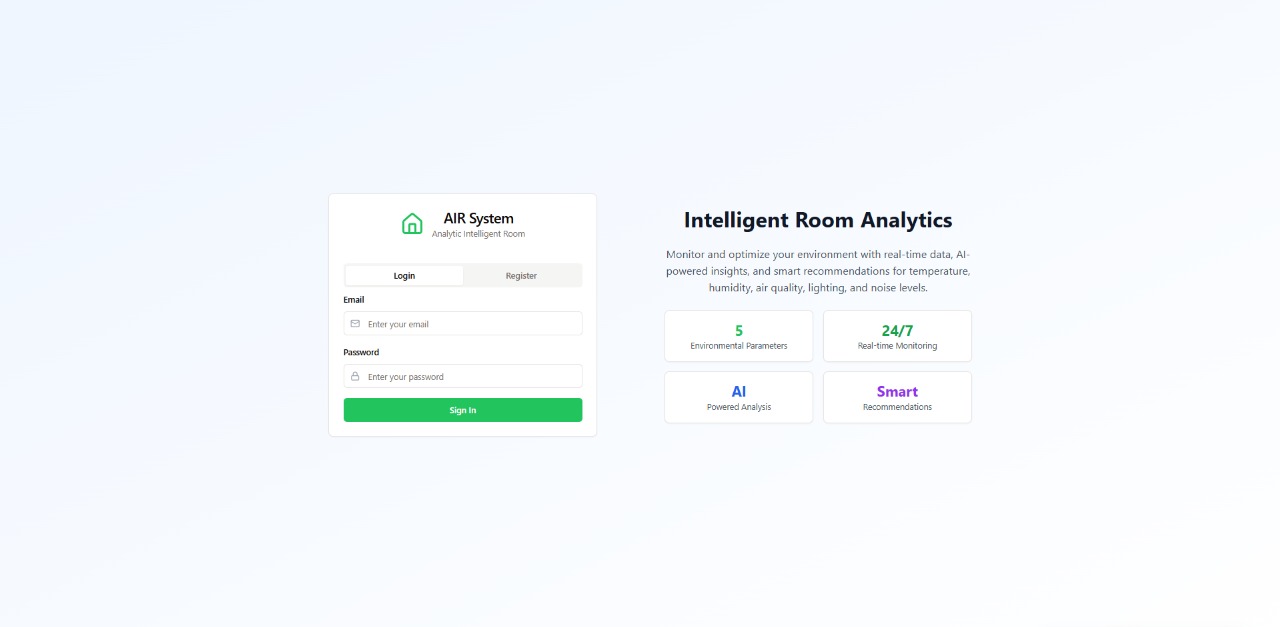 AIR System
Analytic Intelligent Room
Login
Register
Email
Enter your email
Password
Enter your password
Sign In
Intelligent Room Analytics
Monitor and optimize your environment with real-time data, AI-
powered insights, and smart recommendations for temperature,
humidity, air quality, lighting, and noise levels.
5
Environmental Parameters
24/7
Real-time Monitoring
AI
Powered Analysis
Smart
Recommendations